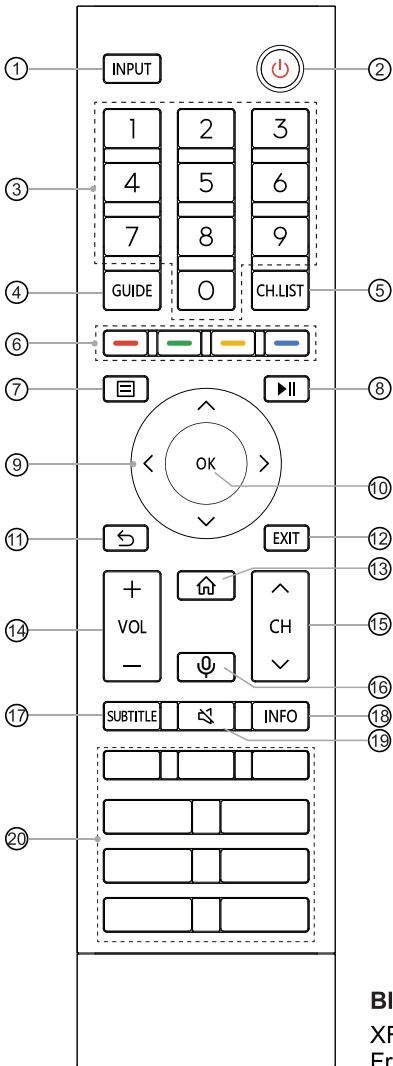 ① INPUT ②
1 2 3
③ 4 5 6
7 8 9
④ GUIDE 0 CH.LIST ⑤
⑥
⑦ ⑧
⑨ OK
⑩
⑪ EXIT ⑫
⑬
+
⑭ VOL CH ⑮
—
⑯
⑰ SUBTITLE INFO ⑱
⑲
⑳